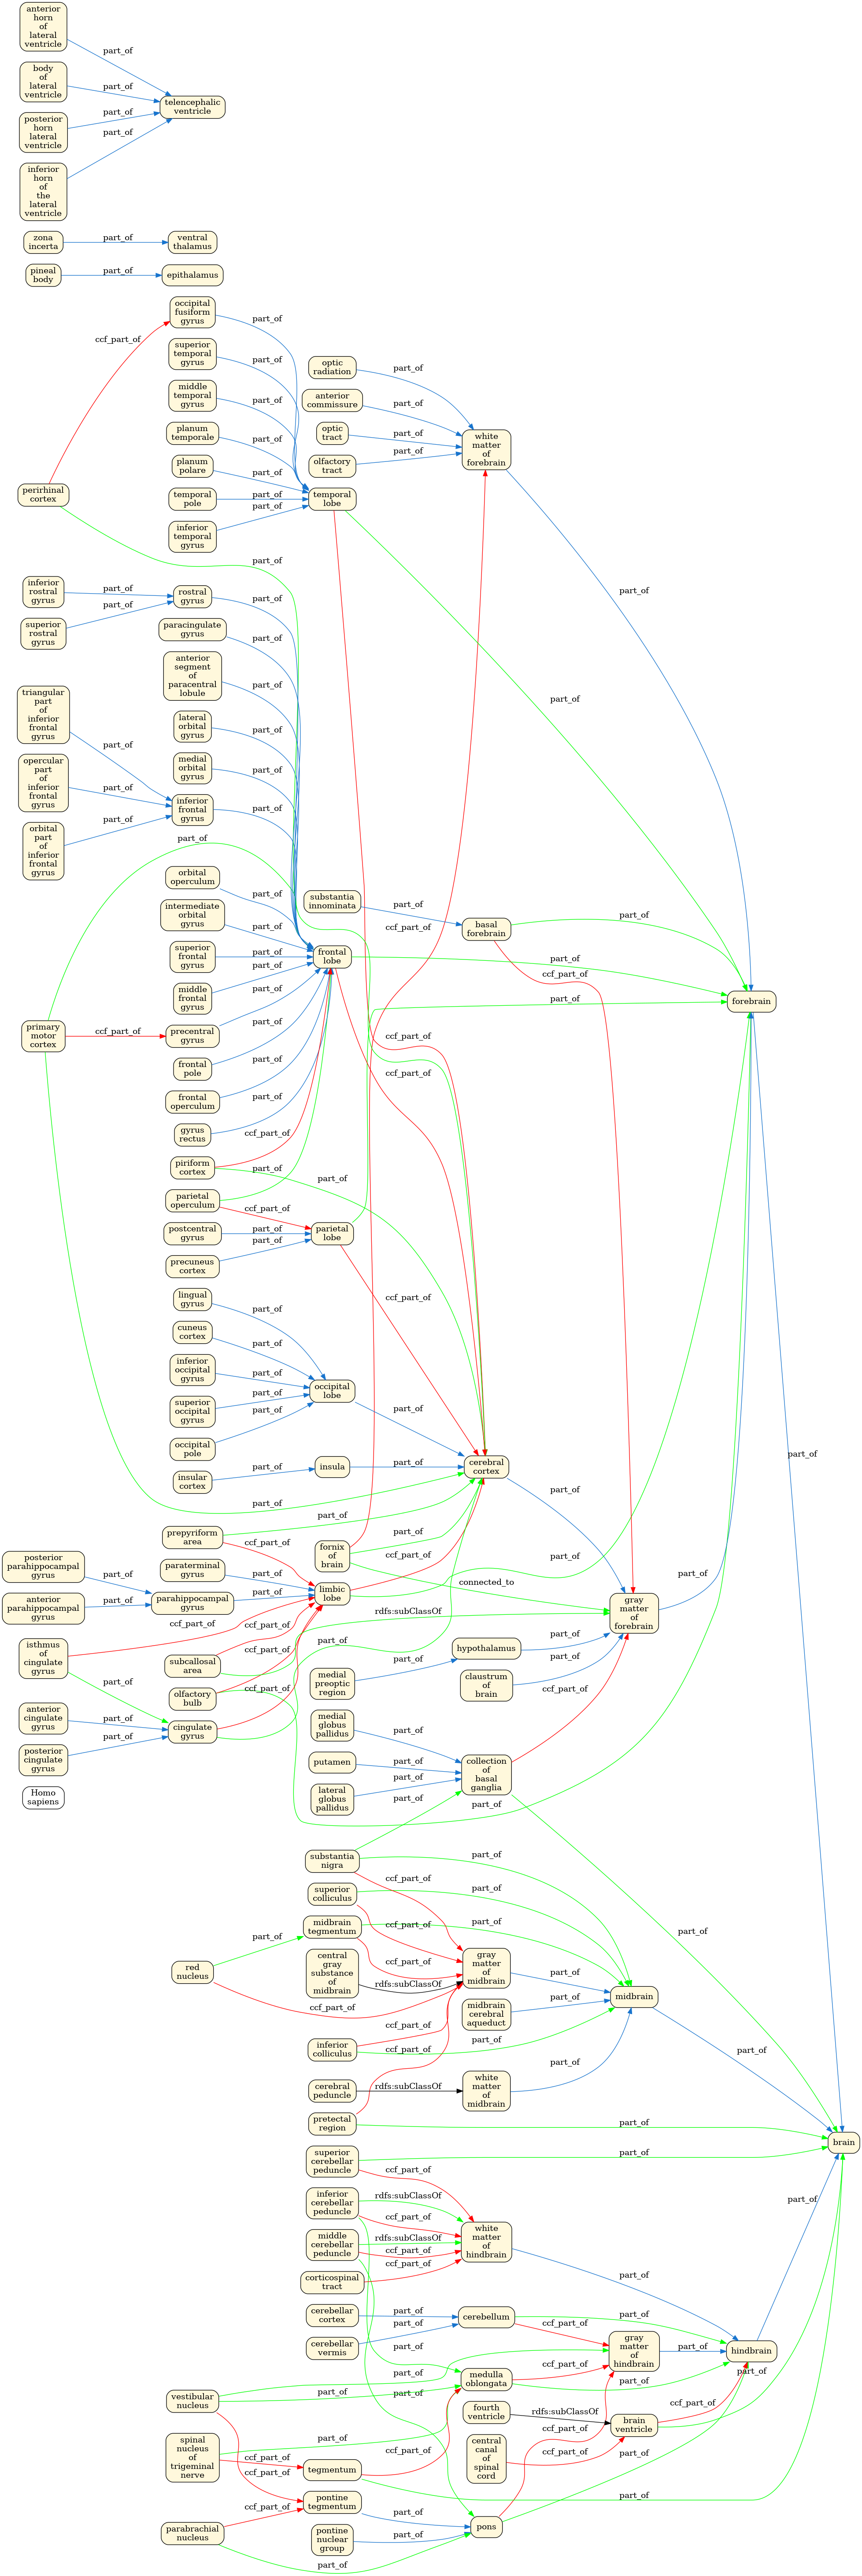 anterior
horn
of
lateral
ventricle
part_of
body
of
lateral
ventricle
part_of
telencephalic
ventricle
posterior
horn
lateral
ventricle
part_of
part_of
inferior
horn
of
the
lateral
ventricle
zona
incerta
part_of
ventral
thalamus
pineal
body
part_of
epithalamus
occipital
fusiform
gyrus
part_of
ccf_part_of
superior
temporal
gyrus
part_of
optic
radiation
part_of
middle
temporal
gyrus
part_of
anterior
commissure
part_of
planum
temporale
part_of
optic
tract
part_of
white
matter
of
forebrain
planum
polare
part_of
olfactory
tract
part_of
perirhinal
cortex
temporal
pole
part_of
temporal
lobe
part_of
inferior
temporal
gyrus
part_of
part_of
inferior
rostral
gyrus
part_of
rostral
gyrus
part_of
superior
rostral
gyrus
part_of
paracingulate
gyrus
part_of
anterior
segment
of
paracentral
lobule
part_of
triangular
part
of
inferior
frontal
gyrus
part_of
lateral
orbital
gyrus
part_of
part_of
opercular
part
of
inferior
frontal
gyrus
part_of
medial
orbital
gyrus
part_of
inferior
frontal
gyrus
part_of
orbital
part
of
inferior
frontal
gyrus
part_of
part_of
orbital
operculum
part_of
substantia
innominata
part_of
basal
forebrain
part_of
intermediate
orbital
gyrus
part_of
ccf_part_of
superior
frontal
gyrus
part_of
frontal
lobe
part_of
ccf_part_of
middle
frontal
gyrus
part_of
part_of
forebrain
primary
motor
cortex
ccf_part_of
precentral
gyrus
part_of
part_of
ccf_part_of
frontal
pole
part_of
ccf_part_of
frontal
operculum
part_of
gyrus
rectus
ccf_part_of
piriform
cortex
part_of
part_of
parietal
operculum
ccf_part_of
postcentral
gyrus
part_of
parietal
lobe
precuneus
cortex
part_of
ccf_part_of
lingual
gyrus
part_of
cuneus
cortex
part_of
inferior
occipital
gyrus
part_of
occipital
lobe
part_of
superior
occipital
gyrus
part_of
part_of
occipital
pole
part_of
insular
cortex
part_of
insula
part_of
cerebral
cortex
part_of
part_of
prepyriform
area
part_of
ccf_part_of
fornix
of
brain
part_of
ccf_part_of
part_of
posterior
parahippocampal
gyrus
part_of
paraterminal
gyrus
part_of
limbic
lobe
connected_to
part_of
anterior
parahippocampal
gyrus
part_of
parahippocampal
gyrus
part_of
gray
matter
of
forebrain
isthmus
of
cingulate
gyrus
ccf_part_of
ccf_part_of
rdfs:subClassOf
part_of
subcallosal
area
ccf_part_of
part_of
hypothalamus
part_of
part_of
part_of
olfactory
bulb
ccf_part_of
medial
preoptic
region
part_of
claustrum
of
brain
ccf_part_of
anterior
cingulate
gyrus
part_of
cingulate
gyrus
medial
globus
pallidus
part_of
posterior
cingulate
gyrus
part_of
putamen
part_of
collection
of
basal
ganglia
Homo
sapiens
lateral
globus
pallidus
part_of
part_of
part_of
substantia
nigra
part_of
ccf_part_of
superior
colliculus
part_of
midbrain
tegmentum
ccf_part_of
part_of
part_of
part_of
red
nucleus
central
gray
substance
of
midbrain
ccf_part_of
rdfs:subClassOf
gray
matter
of
midbrain
part_of
ccf_part_of
midbrain
cerebral
aqueduct
part_of
midbrain
ccf_part_of
part_of
inferior
colliculus
ccf_part_of
part_of
part_of
cerebral
peduncle
rdfs:subClassOf
white
matter
of
midbrain
pretectal
region
part_of
brain
superior
cerebellar
peduncle
part_of
ccf_part_of
inferior
cerebellar
peduncle
rdfs:subClassOf
ccf_part_of
part_of
middle
cerebellar
peduncle
rdfs:subClassOf
ccf_part_of
white
matter
of
hindbrain
corticospinal
tract
ccf_part_of
part_of
cerebellar
cortex
part_of
cerebellum
part_of
cerebellar
vermis
part_of
ccf_part_of
part_of
gray
matter
of
hindbrain
part_of
hindbrain
part_of
ccf_part_of
part_of
vestibular
nucleus
part_of
part_of
medulla
oblongata
part_of
fourth
ventricle
rdfs:subClassOf
brain
ventricle
ccf_part_of
spinal
nucleus
of
trigeminal
nerve
part_of
ccf_part_of
ccf_part_of
ccf_part_of
tegmentum
ccf_part_of
central
canal
of
spinal
cord
ccf_part_of
part_of
part_of
pontine
tegmentum
ccf_part_of
part_of
parabrachial
nucleus
pontine
nuclear
group
part_of
pons
part_of